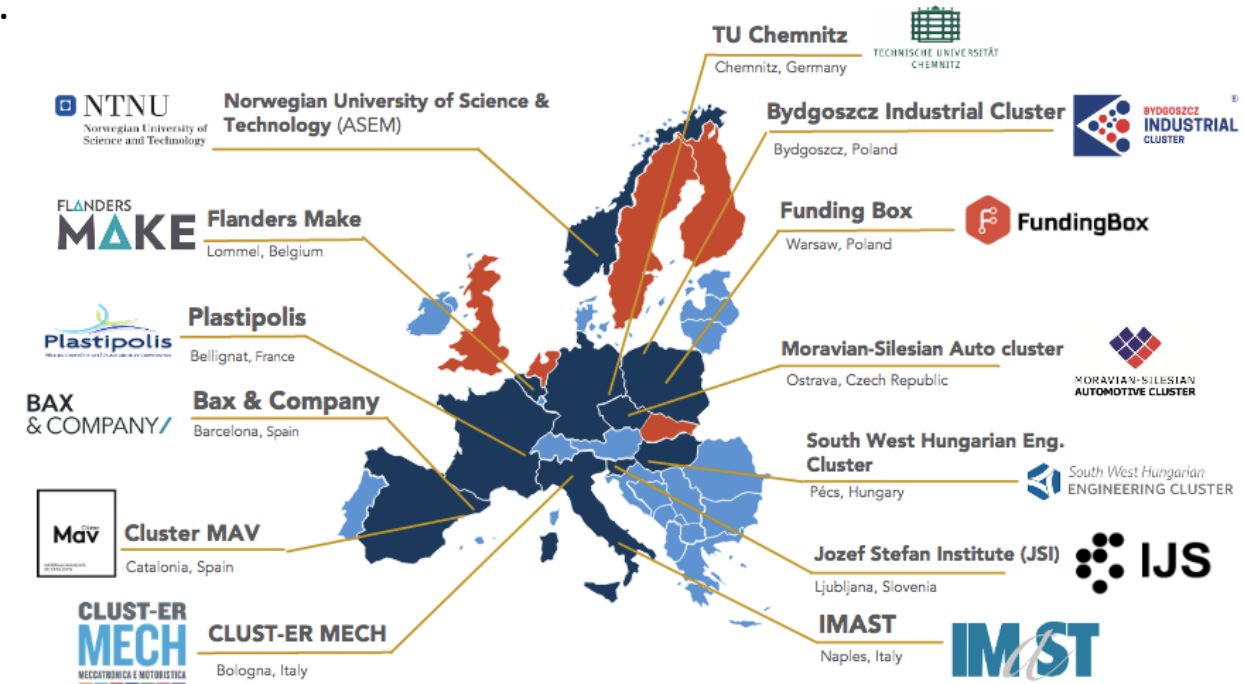 TU Chemnitz
Chemnitz, Germany
TECHNISCHE UNIVERSITÄT
CHEMNITZ
NTNU
Norwegian University of
Science and Technology
Norwegian University of Science &
Technology (ASEM)
Bydgoszcz Industrial Cluster
Bydgoszcz, Poland
BYDGOSZCZ
INDUSTRIAL
CLUSTER
®
FLANDERS
MAKE
Flanders Make
Lommel, Belgium
Funding Box
Warsaw, Poland
FundingBox
Plastipolis
Plastipolis
Bellignat, France
Moravian-Silesian Auto cluster
Ostrava, Czech Republic
MORAVIAN-SILESIAN
AUTOMOTIVE CLUSTER
BAX
& COMPANY/
Bax & Company
Barcelona, Spain
South West Hungarian Eng.
Cluster
Pécs, Hungary
South West Hungarian
ENGINEERING CLUSTER
Clúster
Mav
Cluster MAV
Catalonia, Spain
Jozef Stefan Institute (JSI)
Ljubljana, Slovenia
IJS
CLUST-ER
MECH
MECCATRONICA E MOTORISTICA
CLUST-ER MECH
Bologna, Italy
IMAST
Naples, Italy
IMaST